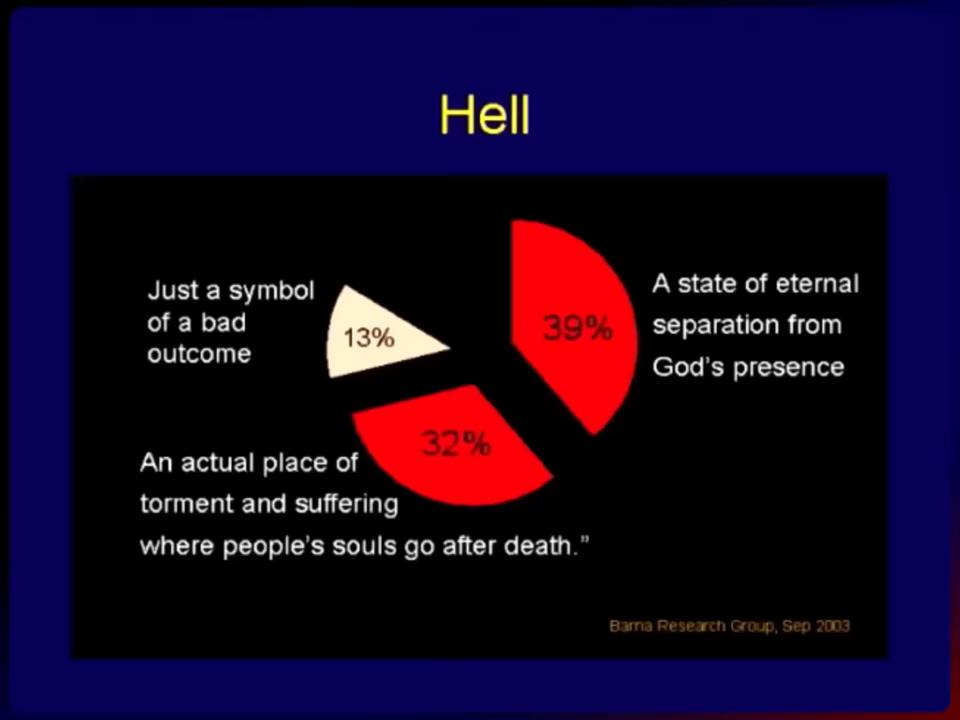 Hell
Just a symbol
of a bad
outcome
13%
39%
A state of eternal
separation from
God's presence
32%
An actual place of
torment and suffering
where people's souls go after death.”
Barna Research Group, Sep 2003